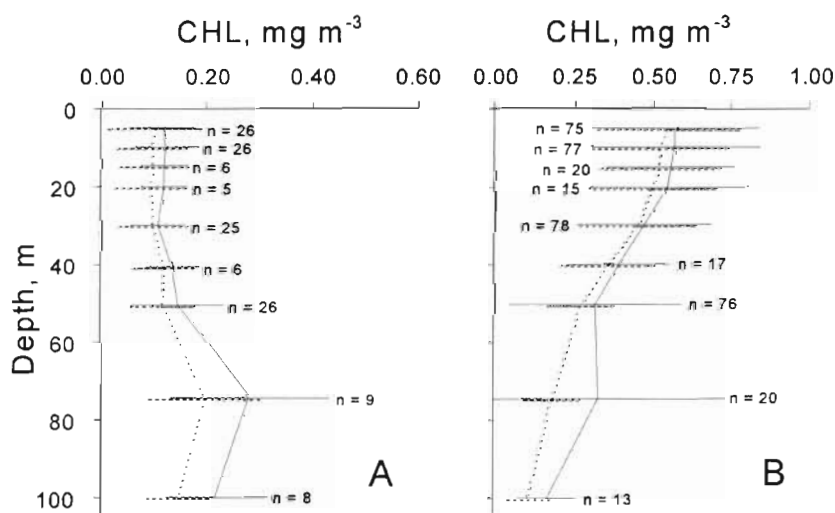 CHL, mg m-3
0.00 0.20 0.40 0.60
0
20
40
60
80
100
Depth, m
n = 26
n = 26
n = 6
n = 5
n = 25
n = 6
n = 26
n = 9
n = 8
A
CHL, mg m-3
0.00 0.25 0.50 0.75 1.00
n = 75
n = 77
n = 20
n = 15
n = 78
n = 17
n = 76
n = 20
n = 13
B